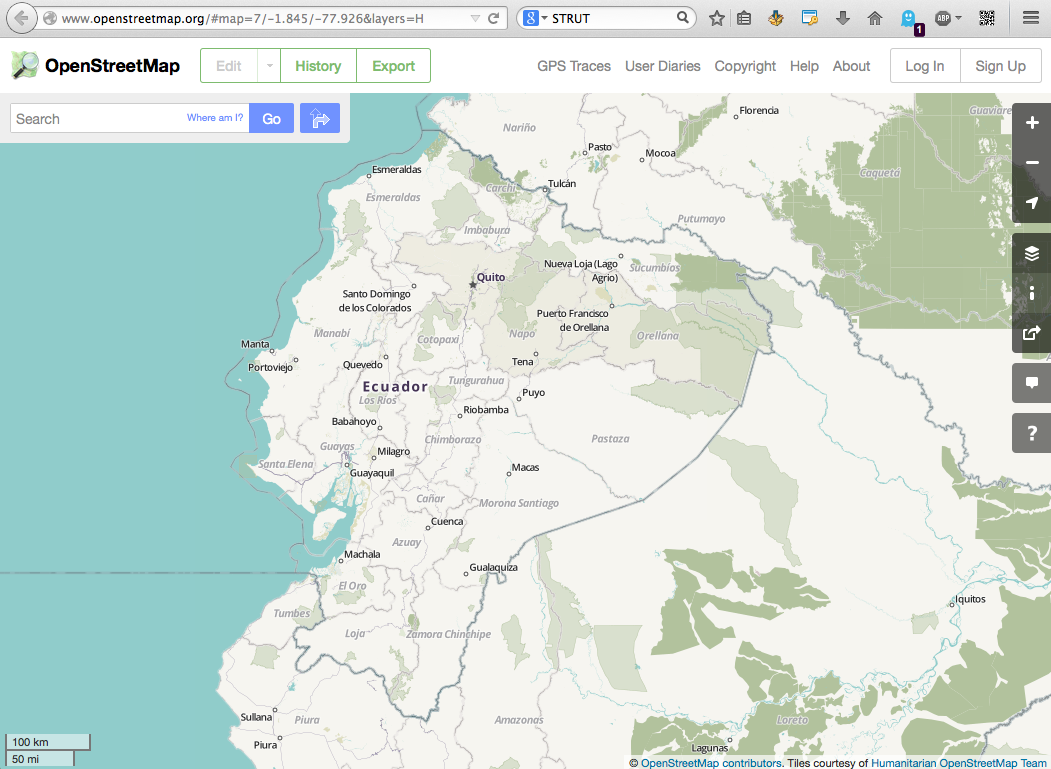 www.openstreetmap.org/#map=7/-1.845/-77.926&layers=H
STRUT
1
ABP
OpenStreetMap
Edit
History
Export
GPS Traces
User Diaries
Copyright
Help
About
Log In
Sign Up
Search
Where am I?
Go
Florencia
Guaviare
Nariño
Pasto
Mocoa
Esmeraldas
Carchi
Tulcán
Caquetá
Esmeraldas
Putumayo
Imbabura
Nueva Loja (Lago
Agrio)
Sucumbios
Quito
Santo Domingo
de los Colorados
Puerto Francisco
de Orellana
Manabí
Cotopaxi
Napo
Orellana
Manta
Portoviejo
Quevedo
Tena
Ecuador
Tungurahua
Los Rios
Puyo
Riobamba
Babahoyo
Chimborazo
Pastaza
Guayas
Milagro
Santa Elena
Guayaquil
Macas
Cañar
Morona Santiago
Cuenca
Azuay
Machala
Gualaquiza
El Oro
Iquitos
Tumbes
Loja
Zamora Chinchipe
Sullana
Piura
Amazonas
Loreto
Piura
Lagunas
100 km
50 mi
© OpenStreetMap contributors. Tiles courtesy of Humanitarian OpenStreetMap Team
?